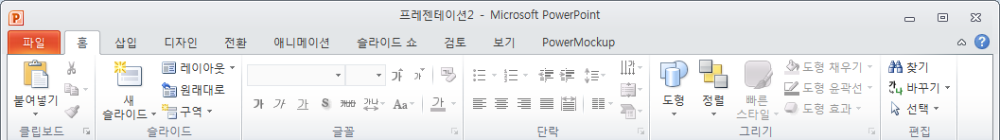 프레젠테이션2 - Microsoft PowerPoint
파일 홈 삽입 디자인 전환 애니메이션 슬라이드 쇼 검토 보기 PowerMockup
붙여넣기
클립보드
새
슬라이드
레이아웃
원래대로
구역
슬라이드
가 가 가 가 S 가나 가나 Aa 가
글꼴
단락
도형
정렬
빠른
스타일
도형 채우기
도형 윤곽선
도형 효과
그리기
찾기
바꾸기
선택
편집